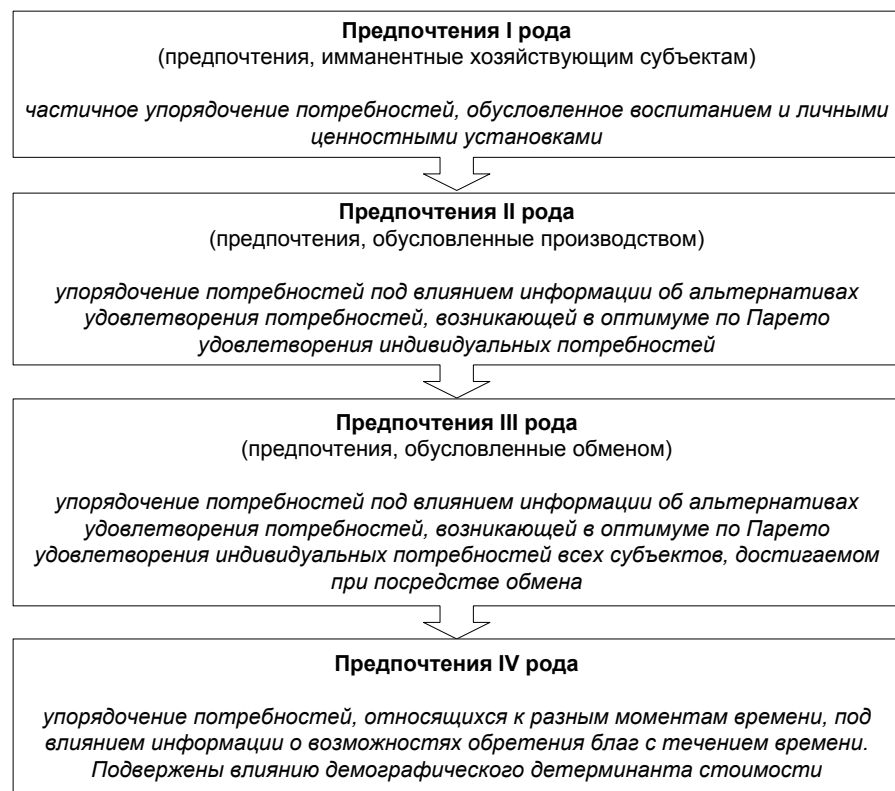 Предпочтения I рода
(предпочтения, имманентные хозяйствующим субъектам)
частичное упорядочение потребностей, обусловленное воспитанием и личными
ценностными установками
Предпочтения II рода
(предпочтения, обусловленные производством)
упорядочение потребностей под влиянием информации об альтернативах
удовлетворения потребностей, возникающей в оптимуме по Парето
удовлетворения индивидуальных потребностей
Предпочтения III рода
(предпочтения, обусловленные обменом)
упорядочение потребностей под влиянием информации об альтернативах
удовлетворения потребностей, возникающей в оптимуме по Парето
удовлетворения индивидуальных потребностей всех субъектов, достигаемом
при посредстве обмена
Предпочтения IV рода
упорядочение потребностей, относящихся к разным моментам времени, под
влиянием информации о возможностях обретения благ с течением времени.
Подвержены влиянию демографического детерминанта стоимости